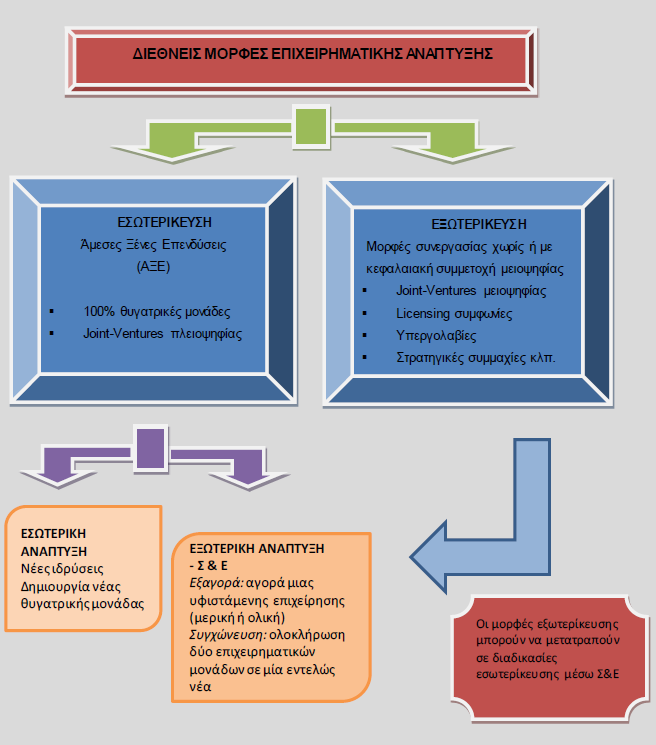 ΔΙΕΘΝΕΙΣ ΜΟΡΦΕΣ ΕΠΙΧΕΙΡΗΜΑΤΙΚΗΣ ΑΝΑΠΤΥΞΗΣ
ΕΣΩΤΕΡΙΚΕΥΣΗ
Άμεσες Ξένες Επενδύσεις
(ΑΞΕ)
▪ 100% θυγατρικές μονάδες
▪ Joint-Ventures πλειοψηφίας
ΕΞΩΤΕΡΙΚΕΥΣΗ
Μορφές συνεργασίας χωρίς ή με
κεφαλαιακή συμμετοχή μειοψηφίας
▪ Joint-Ventures μειοψηφίας
▪ Licensing συμφωνίες
▪ Υπεργολαβίες
▪ Στρατηγικές συμμαχίες κλπ.
ΕΣΩΤΕΡΙΚΗ
ΑΝΑΠΤΥΞΗ
Νέες ιδρύσεις
Δημιουργία νέας
θυγατρικής μονάδας
ΕΞΩΤΕΡΙΚΗ ΑΝΑΠΤΥΞΗ
- Σ & Ε
Εξαγορά: αγορά μιας
υφιστάμενης επιχείρησης
(μερική ή ολική)
Συγχώνευση: ολοκλήρωση
δύο επιχειρηματικών
μονάδων σε μία εντελώς
νέα
Οι μορφές εξωτερίκευσης
μπορούν να μετατραπούν
σε διαδικασίες
εσωτερίκευσης μέσω Σ&Ε